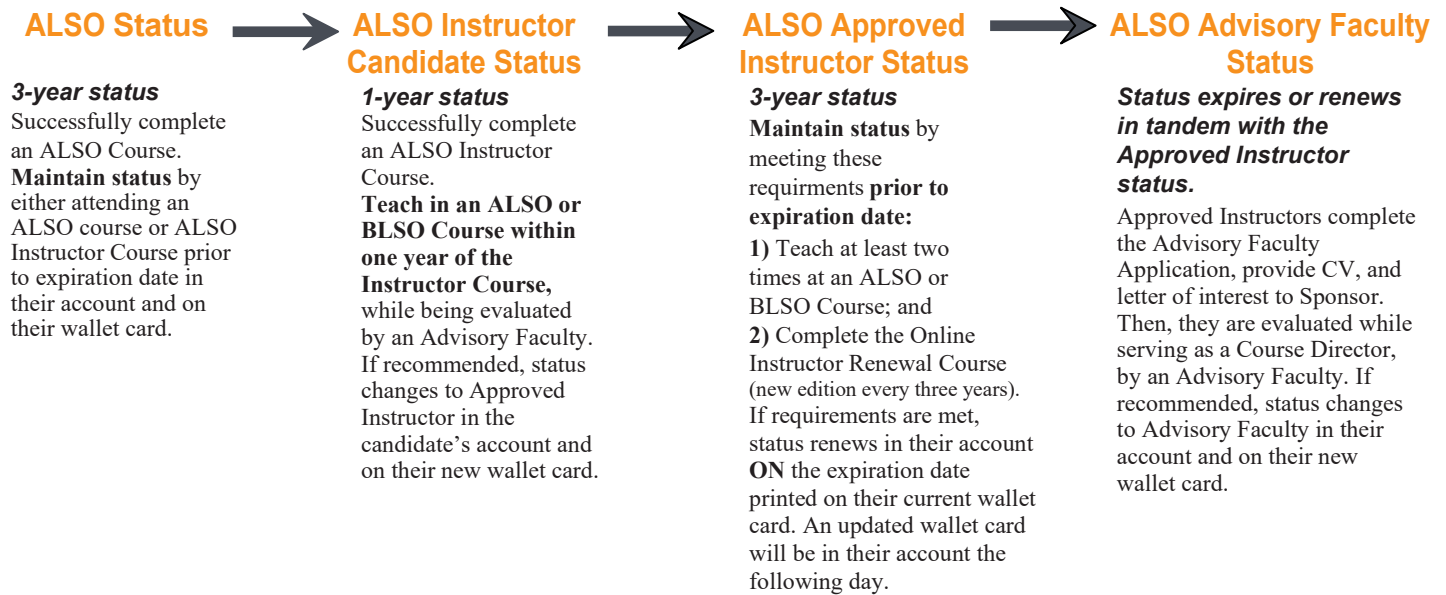 ALSO Status
3-year status
Successfully complete
an ALSO Course.
Maintain status by
either attending an
ALSO course or ALSO
Instructor Course prior
to expiration date in
their account and on
their wallet card.
ALSO Instructor
Candidate Status
1-year status
Successfully complete
an ALSO Instructor
Course.
Teach in an ALSO or
BLSO Course within
one year of the
Instructor Course,
while being evaluated
by an Advisory Faculty.
If recommended, status
changes to Approved
Instructor in the
candidate’s account and
on their new wallet card.
ALSO Approved
Instructor Status
3-year status
Maintain status by
meeting these
requirments prior to
expiration date:
1) Teach at least two
times at an ALSO or
BLSO Course; and
2) Complete the Online
Instructor Renewal Course
(new edition every three years).
If requirements are met,
status renews in their account
ON the expiration date
printed on their current wallet
card. An updated wallet card
will be in their account the
following day.
ALSO Advisory Faculty
Status
Status expires or renews
in tandem with the
Approved Instructor
status.
Approved Instructors complete
the Advisory Faculty
Application, provide CV, and
letter of interest to Sponsor.
Then, they are evaluated while
serving as a Course Director,
by an Advisory Faculty. If
recommended, status changes
to Advisory Faculty in their
account and on their new
wallet card.